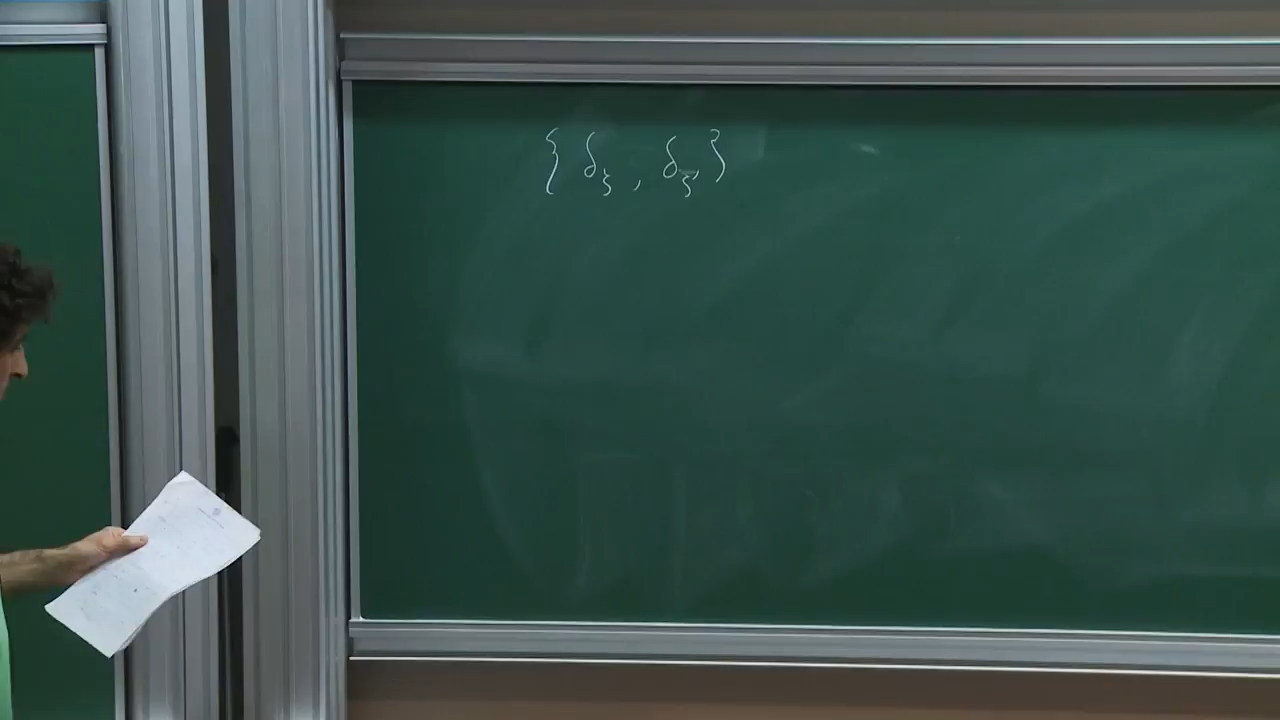 { δ_ξ , δ_ξ' }